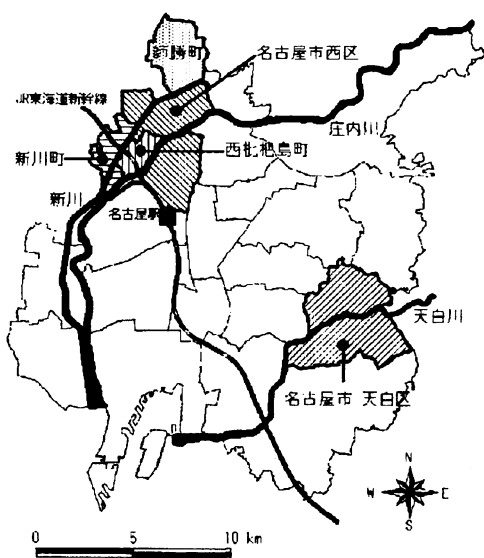 師勝町
名古屋市西区
JR東海道新幹線
庄内川
新川町
西枇杷島町
新川
名古屋駅
天白川
名古屋市 天白区
N
W
E
S
0
5
10 km